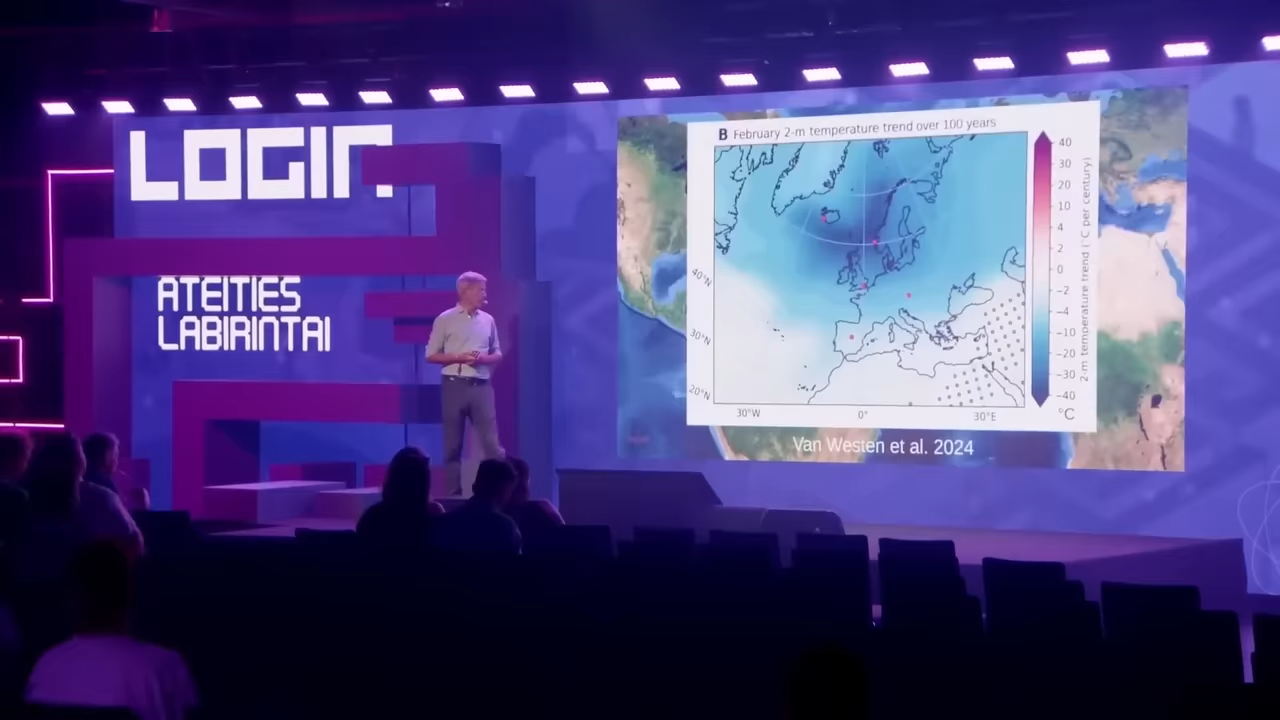 LOGIN
ATEITIES
LABIRINTAI
B February 2-m temperature trend over 100 years
40
30
20
10
4
2
0
−2
−4
−10
−20
−30
−40
°C
2-m temperature trend (°C per century)
40°N
30°N
20°N
30°W
0°
30°E
Van Westen et al. 2024